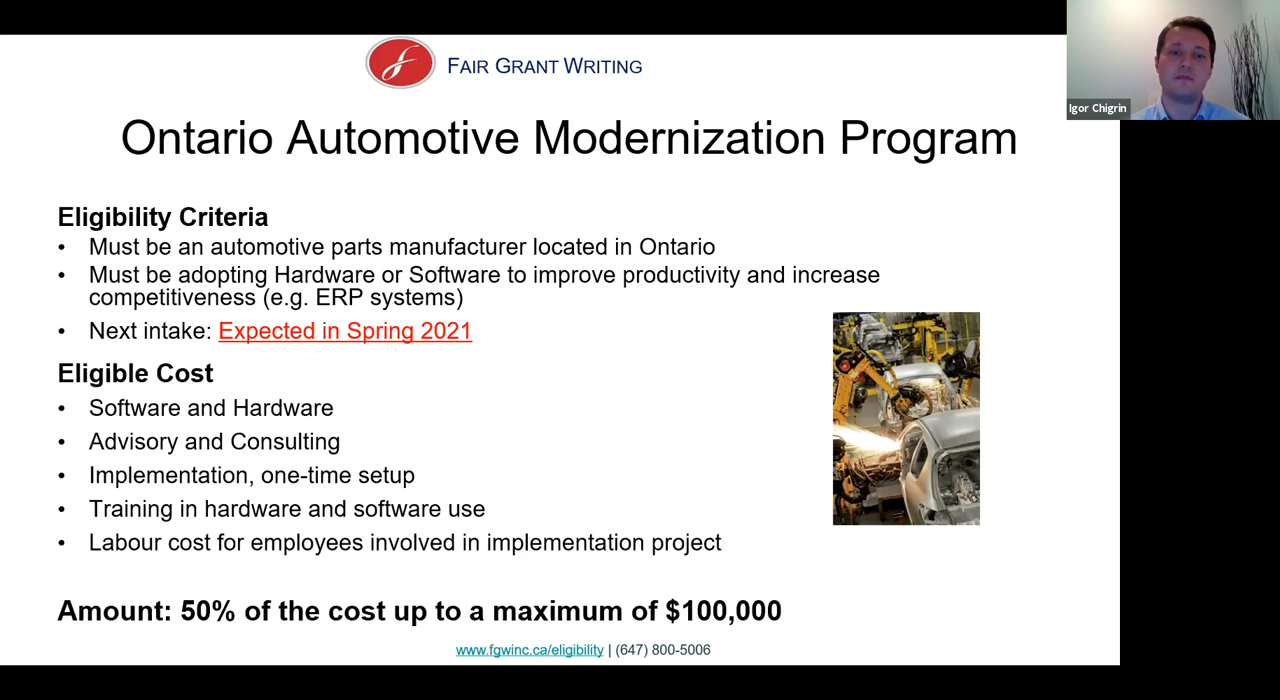 FAIR GRANT WRITING
Igor Chigrin
Ontario Automotive Modernization Program
Eligibility Criteria
• Must be an automotive parts manufacturer located in Ontario
• Must be adopting Hardware or Software to improve productivity and increase
competitiveness (e.g. ERP systems)
• Next intake: Expected in Spring 2021
Eligible Cost
• Software and Hardware
• Advisory and Consulting
• Implementation, one-time setup
• Training in hardware and software use
• Labour cost for employees involved in implementation project
Amount: 50% of the cost up to a maximum of $100,000
www.fgwinc.ca/eligibility | (647) 800-5006